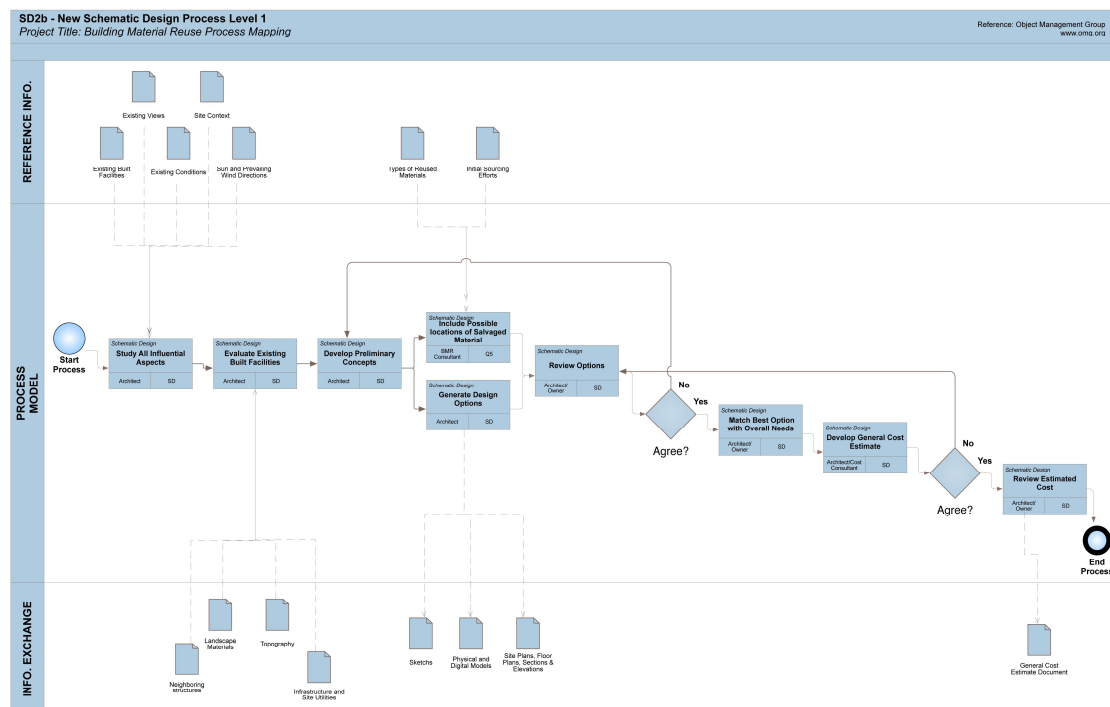 SD2b - New Schematic Design Process Level 1
Project Title: Building Material Reuse Process Mapping
Reference: Object Management Group
www.omg.org
REFERENCE INFO.
Existing Views
Site Context
Existing Built
Facilities
Existing Conditions
Sun and Prevailing
Wind Directions
Types of Reused
Materials
Initial Sourcing
Efforts
PROCESS
MODEL
Start
Process
Schematic Design
Study All Influential
Aspects
Architect
SD
Schematic Design
Evaluate Existing
Built Facilities
Architect
SD
Schematic Design
Develop Preliminary
Concepts
Architect
SD
Schematic Design
Include Possible
locations of Salvaged
Material
BMR
Consultant
Q5
Schematic Design
Generate Design
Options
Architect
SD
Schematic Design
Review Options
Architect/
Owner
SD
No
Yes
Agree?
Schematic Design
Match Best Option
with Overall Needs
Architect/
Owner
SD
Schematic Design
Develop General Cost
Estimate
Architect/Cost
Consultant
SD
No
Yes
Agree?
Schematic Design
Review Estimated
Cost
Architect/
Owner
SD
End
Process
INFO. EXCHANGE
Landscape
Materials
Topography
Neighboring
structures
Infrastructure and
Site Utilities
Sketchs
Physical and
Digital Models
Site Plans, Floor
Plans, Sections &
Elevations
General Cost
Estimate Document